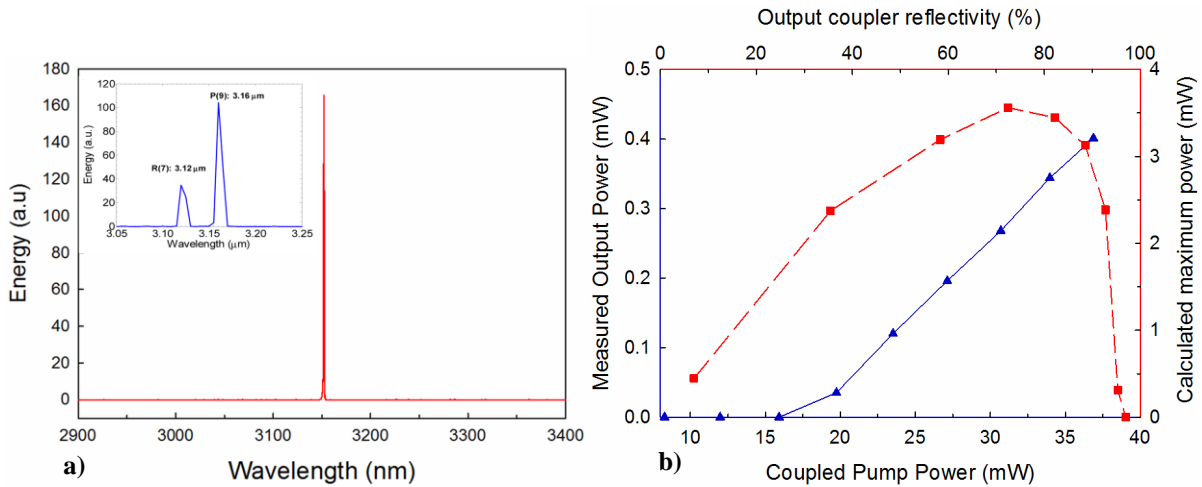 Output coupler reflectivity (%)
0 20 40 60 80 100
180
160
140
120
100
80
60
40
20
0
Energy (a.u)
120
100
80
60
40
20
0
Energy (a.u.)
P(9): 3.16 µm
R(7): 3.12 µm
3.05 3.10 3.15 3.20 3.25
Wavelength (µm)
2900 3000 3100 3200 3300 3400
Wavelength (nm)
a)
0.5
0.4
0.3
0.2
0.1
0.0
Measured Output Power (mW)
4
3
2
1
0
Calculated maximum power (mW)
10 15 20 25 30 35 40
Coupled Pump Power (mW)
b)